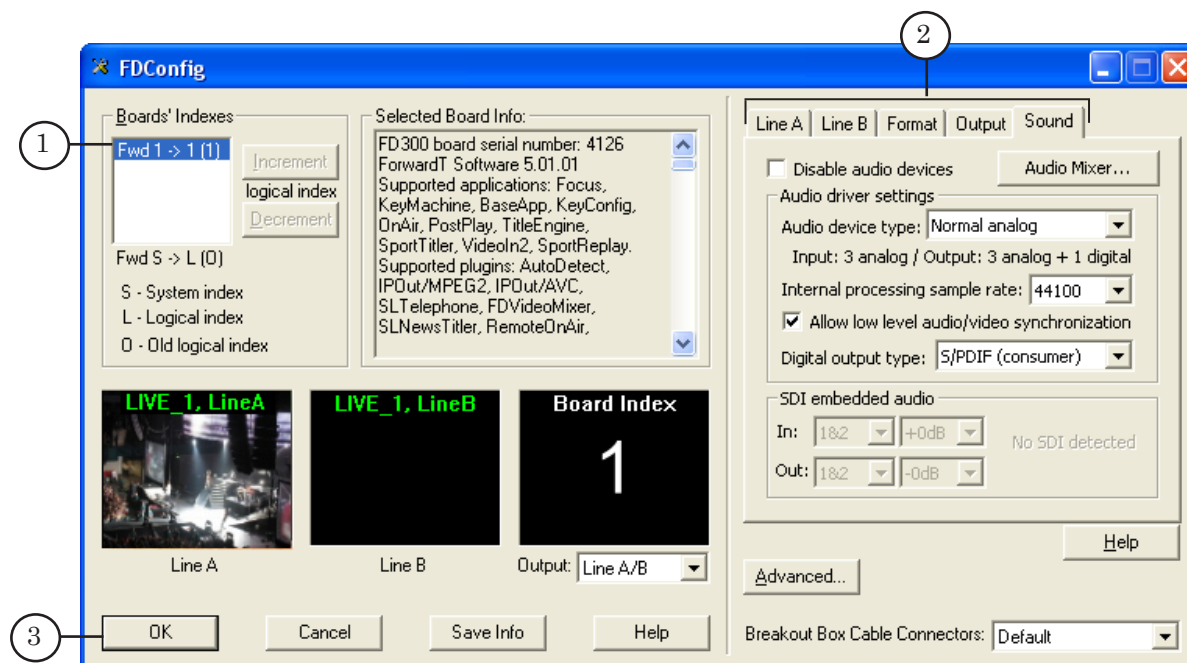 2
FDConfig
1
Boards' Indexes
Fwd 1 -> 1 (1)
Increment
logical index
Decrement
Fwd S -> L (O)
S - System index
L - Logical index
O - Old logical index
Selected Board Info:
FD300 board serial number: 4126
ForwardT Software 5.01.01
Supported applications: Focus,
KeyMachine, BaseApp, KeyConfig,
OnAir, PostPlay, TitleEngine,
SportTitler, VideoIn2, SportReplay.
Supported plugins: AutoDetect,
IPOut/MPEG2, IPOut/AVC,
SLTelephone, FDVideoMixer,
SLNewsTitler, RemoteOnAir,
Line A
Line B
Format
Output
Sound
Disable audio devices
Audio Mixer...
Audio driver settings
Audio device type: Normal analog
Input: 3 analog / Output: 3 analog + 1 digital
Internal processing sample rate: 44100
Allow low level audio/video synchronization
Digital output type: S/PDIF (consumer)
SDI embedded audio
In: 1&2 +0dB
No SDI detected
Out: 1&2 -0dB
LIVE_1, LineA
LIVE_1, LineB
Board Index
1
Line A
Line B
Output: Line A/B
Help
Advanced...
3
OK
Cancel
Save Info
Help
Breakout Box Cable Connectors: Default